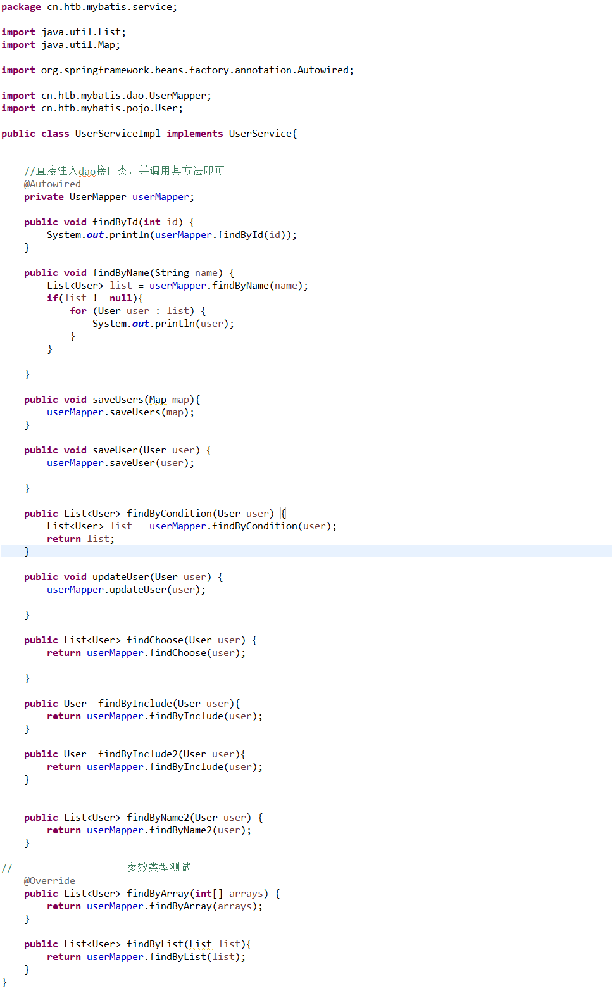 package cn.htb.mybatis.service;
import java.util.List;
import java.util.Map;
import org.springframework.beans.factory.annotation.Autowired;
import cn.htb.mybatis.dao.UserMapper;
import cn.htb.mybatis.pojo.User;
public class UserServiceImpl implements UserService{
//直接注入dao接口类，并调用其方法即可
@Autowired
private UserMapper userMapper;
public void findById(int id) {
System.out.println(userMapper.findById(id));
}
public void findByName(String name) {
List<User> list = userMapper.findByName(name);
if(list != null){
for (User user : list) {
System.out.println(user);
}
}
}
public void saveUsers(Map map){
userMapper.saveUsers(map);
}
public void saveUser(User user) {
userMapper.saveUser(user);
}
public List<User> findByCondition(User user) {
List<User> list = userMapper.findByCondition(user);
return list;
}
public void updateUser(User user) {
userMapper.updateUser(user);
}
public List<User> findChoose(User user) {
return userMapper.findChoose(user);
}
public User  findByInclude(User user){
return userMapper.findByInclude(user);
}
public User  findByInclude2(User user){
return userMapper.findByInclude(user);
}
public List<User> findByName2(User user) {
return userMapper.findByName2(user);
}
//====================参数类型测试
@Override
public List<User> findByArray(int[] arrays) {
return userMapper.findByArray(arrays);
}
public List<User> findByList(List list){
return userMapper.findByList(list);
}
}